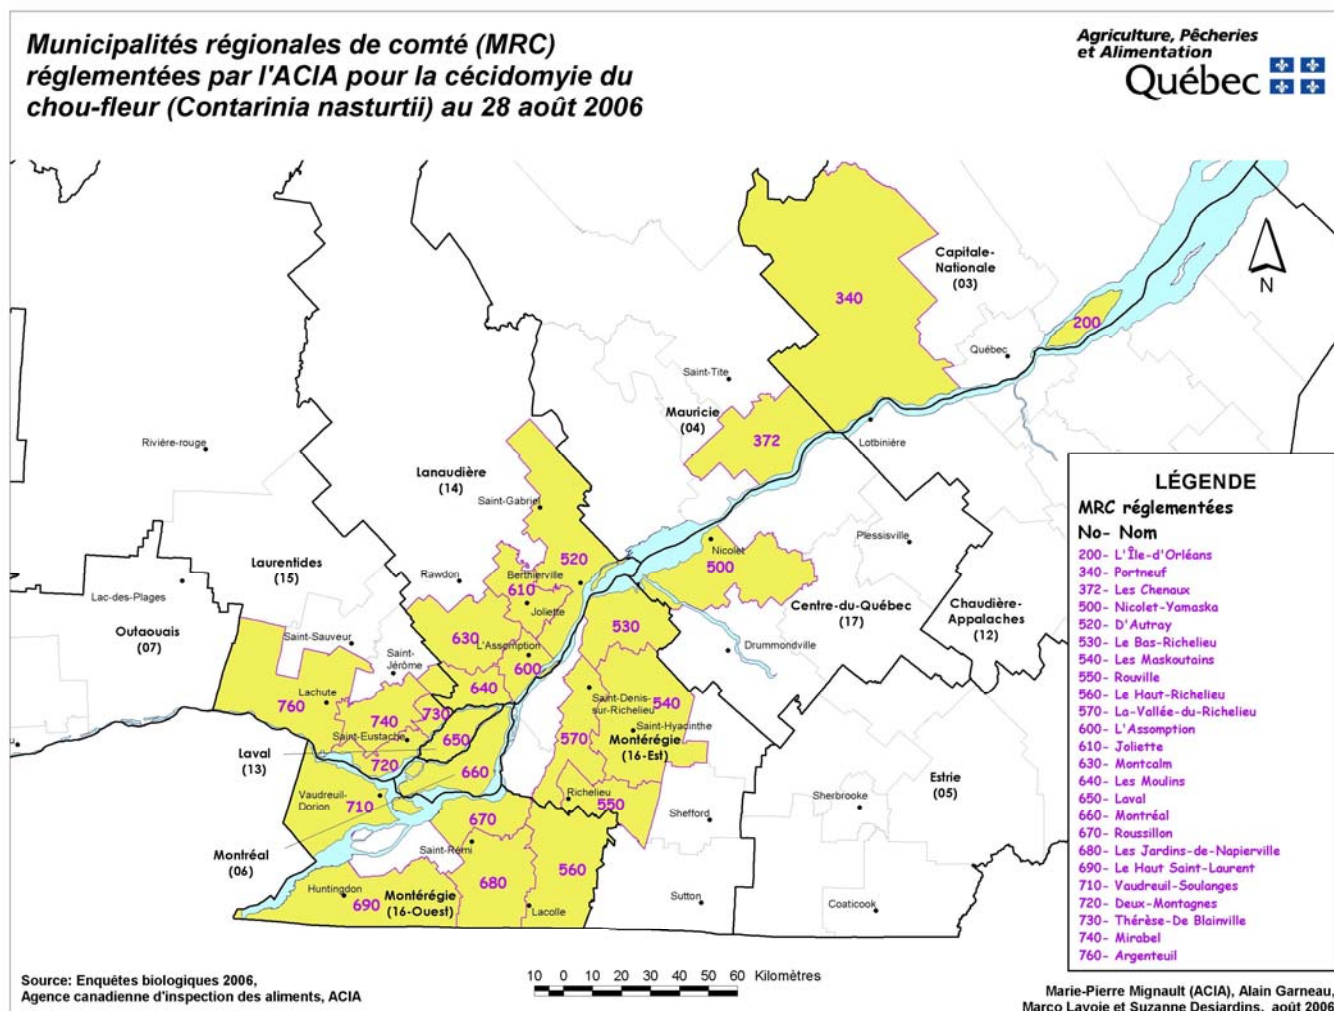 Municipalités régionales de comté (MRC)
réglementées par l'ACIA pour la cécidomyie du
chou-fleur (Contarinia nasturtii) au 28 août 2006
Agriculture, Pêcheries
et Alimentation
Québec
Capitale-
Nationale
(03)
N
340
200
Québec
Saint-Tite
Mauricie
(04)
372
Lotbinière
Rivière-rouge
Lanaudière
(14)
Saint-Gabriel
Plessisville
Nicolet
500
520
Laurentides
(15)
Rawdon
Berthierville
610
Joliette
Lac-des-Plages
Outaouais
(07)
Centre-du-Québec
(17)
Chaudière-
Appalaches
(12)
Drummondville
530
630
L'Assomption
600
Saint-Sauveur
Saint-
Jérôme
640
Lachute
760
740
730
Saint-Eustache
650
720
Saint-Denis-
sur-Richelieu
540
Saint-Hyacinthe
570
Montérégie
(16-Est)
Laval
(13)
660
Estrie
(05)
Vaudreuil-
Dorion
710
Richelieu
550
Shefford
Sherbrooke
670
Saint-Rémi
Montréal
(06)
560
680
Huntingdon
690
Montérégie
(16-Ouest)
Lacolle
Sutton
Coaticook
LÉGENDE
MRC réglementées
No- Nom
200- L'Île-d'Orléans
340- Portneuf
372- Les Chenaux
500- Nicolet-Yamaska
520- D'Autray
530- Le Bas-Richelieu
540- Les Maskoutains
550- Rouville
560- Le Haut-Richelieu
570- La-Vallée-du-Richelieu
600- L'Assomption
610- Joliette
630- Montcalm
640- Les Moulins
650- Laval
660- Montréal
670- Roussillon
680- Les Jardins-de-Napierville
690- Le Haut Saint-Laurent
710- Vaudreuil-Soulanges
720- Deux-Montagnes
730- Thérèse-De Blainville
740- Mirabel
760- Argenteuil
Source: Enquêtes biologiques 2006,
Agence canadienne d'inspection des aliments, ACIA
10 0 10 20 30 40 50 60 Kilomètres
Marie-Pierre Mignault (ACIA), Alain Garneau,
Marco Lavoie et Suzanne Desjardins, août 2006